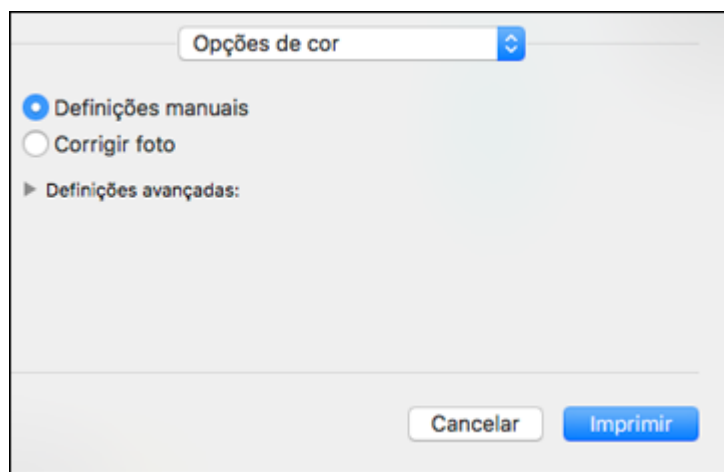 Opções de cor
Definições manuais
Corrigir foto
Definições avançadas:
Cancelar
Imprimir